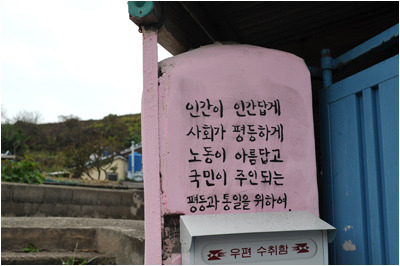 인간이 인간답게
사회가 평등하게
노동이 아름답고
국민이 주인되는
평등과 통일을 위하여.
우편 수취함